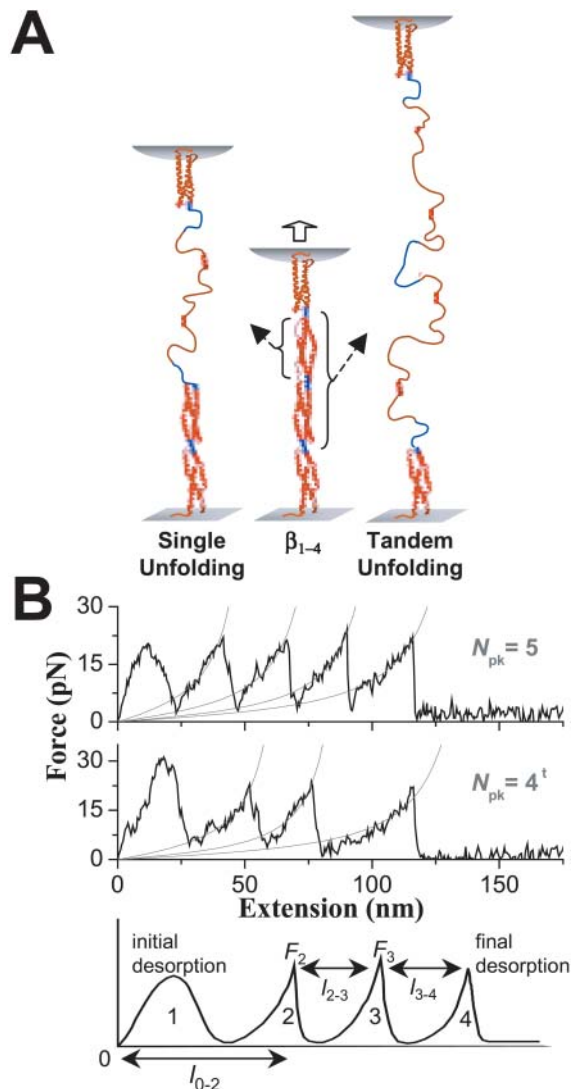 A
Single
Unfolding
β1–4
Tandem
Unfolding
B
30
15
0
Npk = 5
Force (pN)
30
15
0
Npk = 4 t
0 50 100 150
Extension (nm)
initial
desorption
F2
F3
final
desorption
l2-3
l3-4
1
2
3
4
0
l0-2